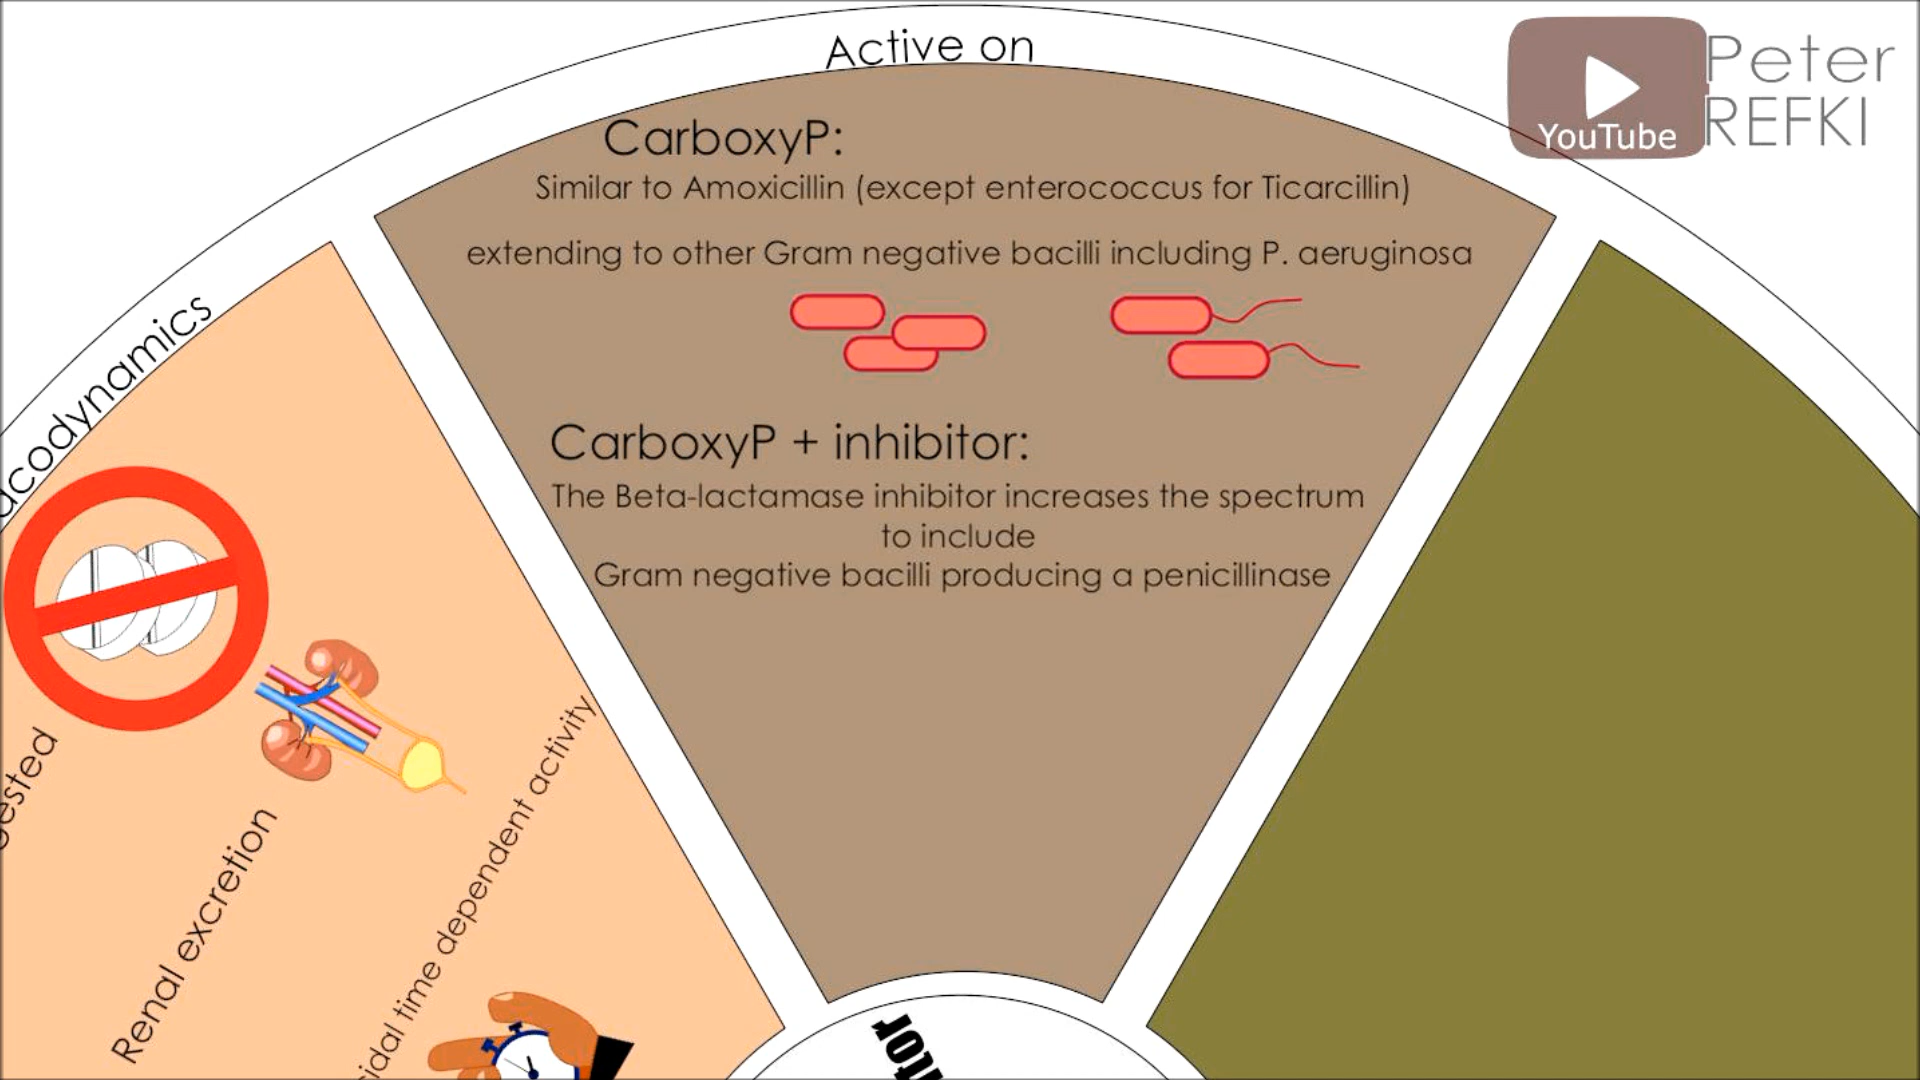 Active on
YouTube
Peter
REFKI
CarboxyP:
Similar to Amoxicillin (except enterococcus for Ticarcillin)
extending to other Gram negative bacilli including P. aeruginosa
CarboxyP + inhibitor:
The Beta-lactamase inhibitor increases the spectrum
to include
Gram negative bacilli producing a penicillinase
Renal excretion
time dependent activity